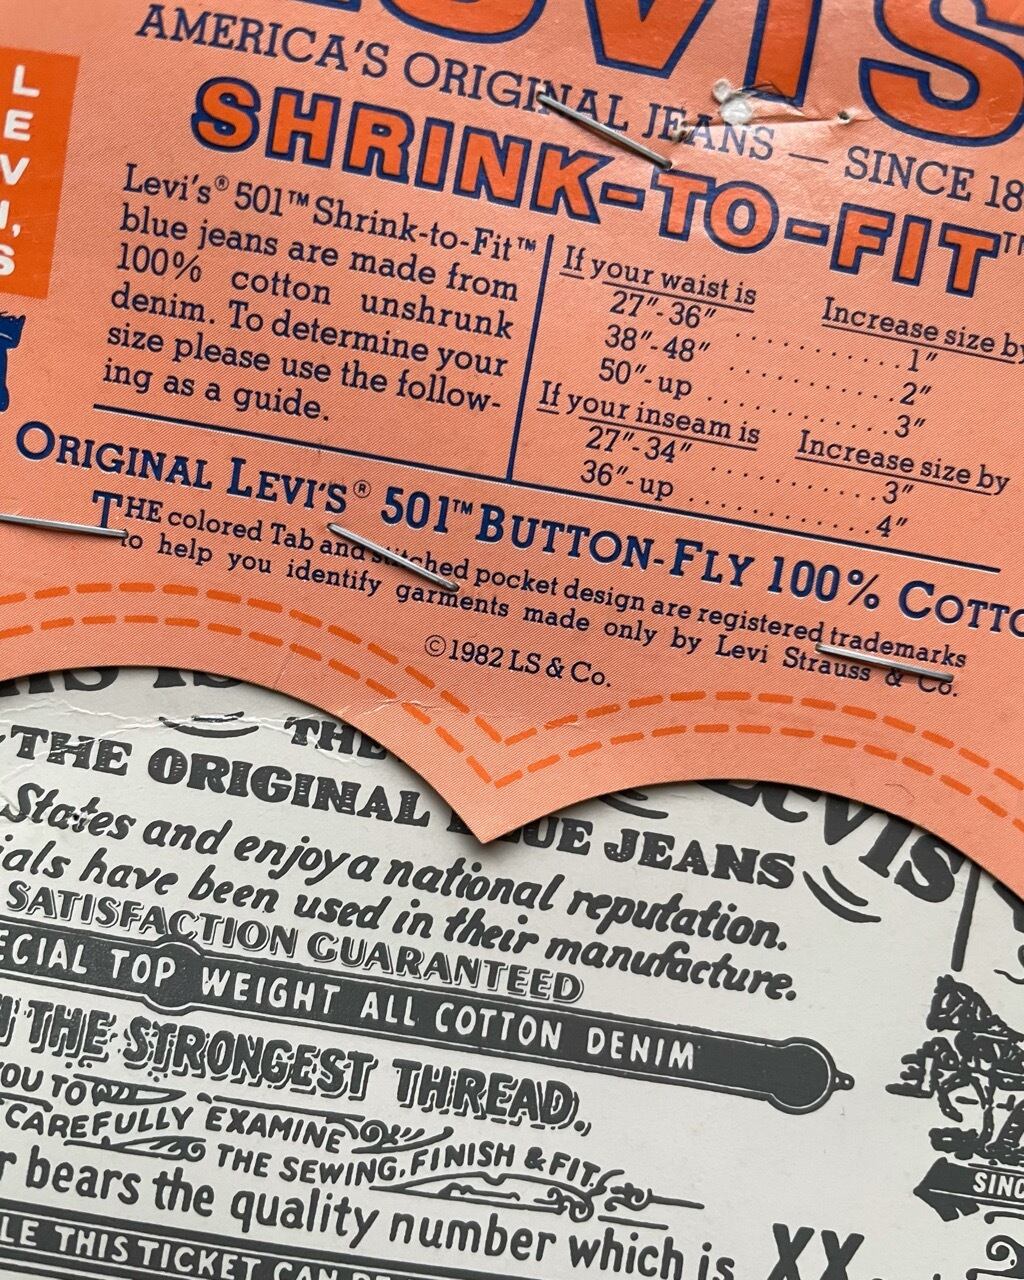 L
E
V
I,
S
AMERICA'S ORIGINAL JEANS — SINCE 18
SHRINK-TO-FIT™
Levi's® 501™ Shrink-to-Fit™
blue jeans are made from
100% cotton unshrunk
denim. To determine your
size please use the follow-
ing as a guide.
If your waist is Increase size by
27"-36" .......... 1"
38"-48" .......... 2"
50"-up .......... 3"
If your inseam is Increase size by
27"-34" .......... 3"
36"-up .......... 4"
ORIGINAL LEVI'S® 501™ BUTTON-FLY 100%
THE colored Tab and stitched pocket design are registered trademarks
to help you identify garments made only by Levi Strauss & Co.
© 1982 LS & Co.
THE
THE ORIGINAL BLUE JEANS
States and enjoy a national reputation.
have been used in their manufacture.
SATISFACTION GUARANTEED
TOP WEIGHT ALL COTTON DENIM
THE STRONGEST THREAD.
YOU TO
CAREFULLY EXAMINE
THE SEWING, FINISH & FIT.
bears the quality number which is XX
THIS TICKET CAN